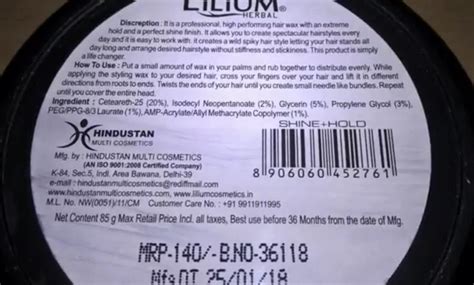 LILIUM®
HERBAL
Discreption : It is a professional, high performing hair wax with an extreme
hold and a perfect shine finish. It allows you to create spectacular hairstyles every
day and it is easy to work with. It creates a wild spiky hair style letting your hair stands all
day long and arrange desired hairstyle without stiffness and stickiness. This product is simply
a life changer.
How To Use : Put a small amount of wax in your palms and rub together to distribute evenly. While
applying the styling wax to your desired hair, cross your fingers over your hair and lift it in different
directions from roots to ends. Twists the ends of your hair until you create small needle like bundles. Repeat
until you cover the entire head.
Ingredient : Ceteareth-25 (20%), Isodecyl Neopentanoate (2%), Glycerin (5%), Propylene Glycol (3%),
PEG/PPG-8/3 Laurate (1%), AMP-Acrylate/Allyl Methacrylate Copolymer (1%).
SHINE+HOLD
HINDUSTAN
MULTI COSMETICS
Mfg. by : HINDUSTAN MULTI COSMETICS
(AN ISO 9001:2008 Certified Company)
K-84, Sec.5, Indl. Area Bawana, Delhi-39
e-mail : hindustanmulticosmetics@rediffmail.com
www.hindustanmulticosmetics.com, www.liliumcosmetics.in
M.L. No. NW(0051)/11/CM Customer Care No.: +91 9911911995
8 906060 452761
Net Content 85 g Max Retail Price Incl. all taxes, Best use before 36 Months from the date of Mfg.
MRP-140/- B.NO-36118
Mfg DT 25/01/18